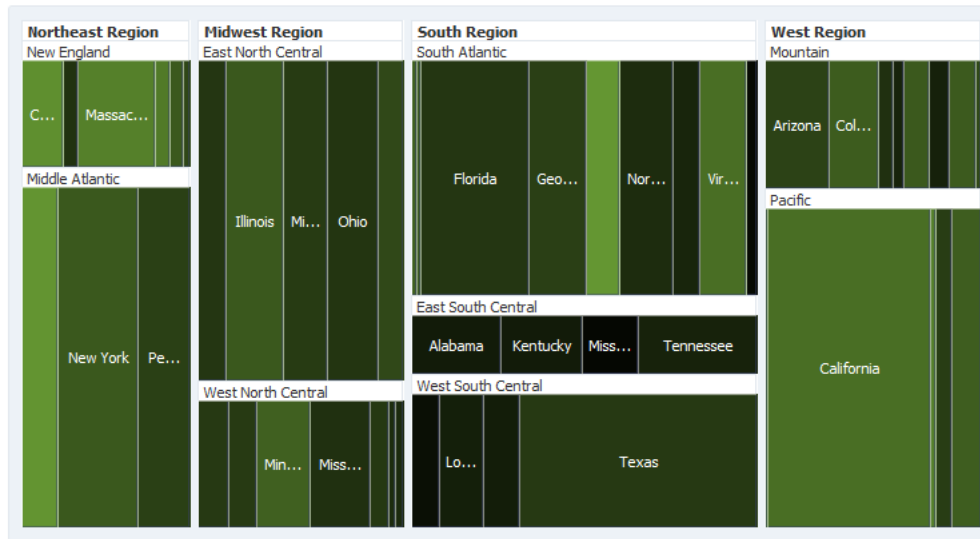 Northeast Region
New England
C...
Massac...
Middle Atlantic
New York
Pe...
Midwest Region
East North Central
Illinois
Mi...
Ohio
West North Central
Min...
Miss...
South Region
South Atlantic
Florida
Geo...
Nor...
Vir...
East South Central
Alabama
Kentucky
Miss...
Tennessee
West South Central
Lo...
Texas
West Region
Mountain
Arizona
Col...
Pacific
California